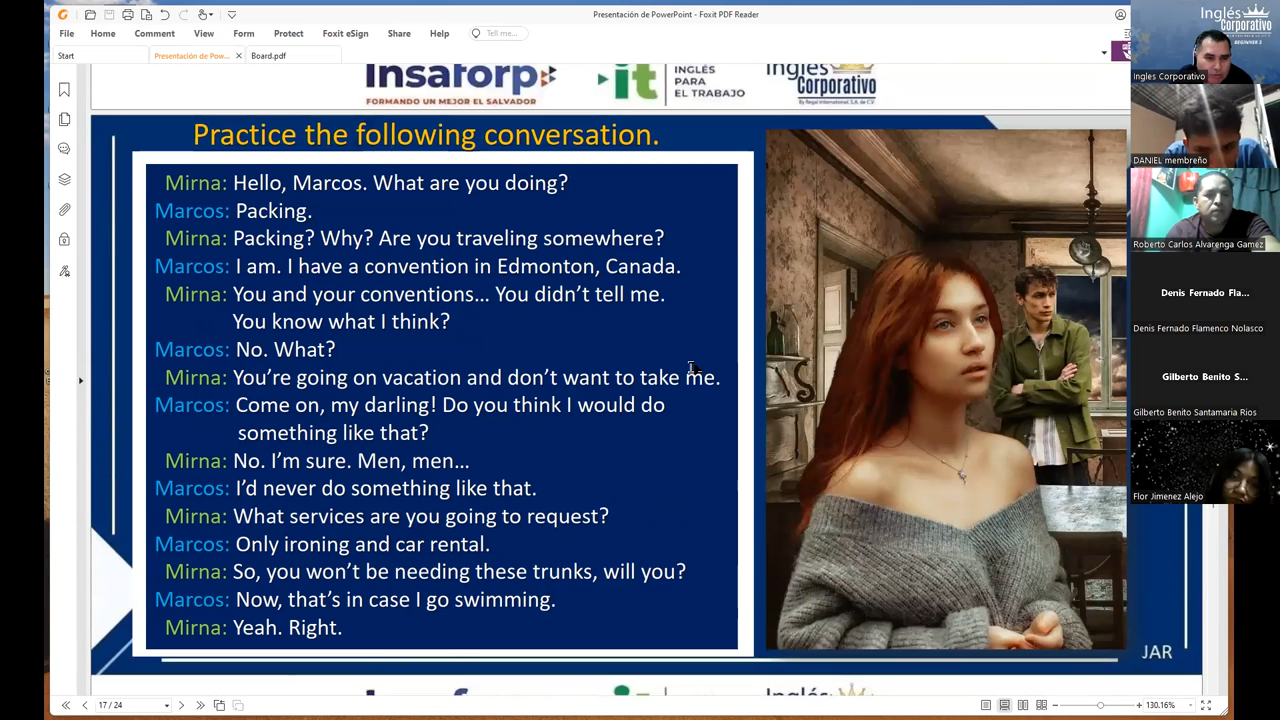 Presentación de PowerPoint - Foxit PDF Reader
File Home Comment View Form Protect Foxit eSign Share Help Tell me...
Start Presentación de Pow... Board.pdf
Insaforp
FORMANDO UN MEJOR EL SALVADOR
it
INGLÉS
PARA
EL TRABAJO
Inglés
Corporativo
By Regal International, S.A. de C.V.
Practice the following conversation.
Mirna: Hello, Marcos. What are you doing?
Marcos: Packing.
Mirna: Packing? Why? Are you traveling somewhere?
Marcos: I am. I have a convention in Edmonton, Canada.
Mirna: You and your conventions... You didn't tell me.
You know what I think?
Marcos: No. What?
Mirna: You're going on vacation and don't want to take me.
Marcos: Come on, my darling! Do you think I would do
something like that?
Mirna: No. I'm sure. Men, men...
Marcos: I'd never do something like that.
Mirna: What services are you going to request?
Marcos: Only ironing and car rental.
Mirna: So, you won't be needing these trunks, will you?
Marcos: Now, that's in case I go swimming.
Mirna: Yeah. Right.
JAR
17 / 24
130.16%
Inglés
Corporativo
BEGINNER 2
Ingles Corporativo
DANIEL membreño
Roberto Carlos Alvarenga Gamez
Denis Fernado Fla...
Denis Fernado Flamenco Nolasco
Gilberto Benito S...
Gilberto Benito Santamaria Rios
Flor Jimenez Alejo